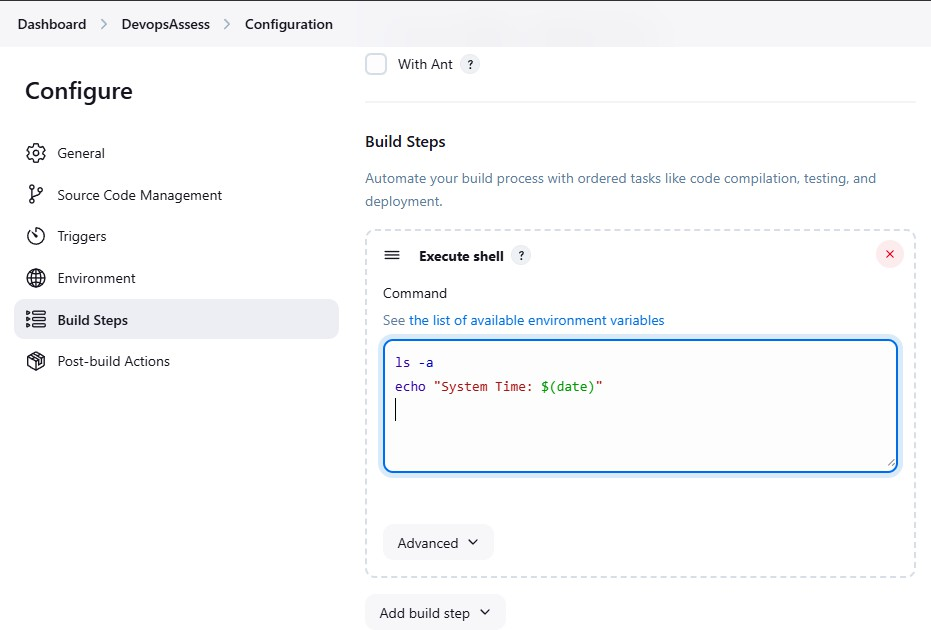 Dashboard > DevopsAssess > Configuration
Configure
General
Source Code Management
Triggers
Environment
Build Steps
Post-build Actions
With Ant ?
Build Steps
Automate your build process with ordered tasks like code compilation, testing, and
deployment.
Execute shell ?
Command
See the list of available environment variables
ls -a
echo "System Time: $(date)"
Advanced
Add build step